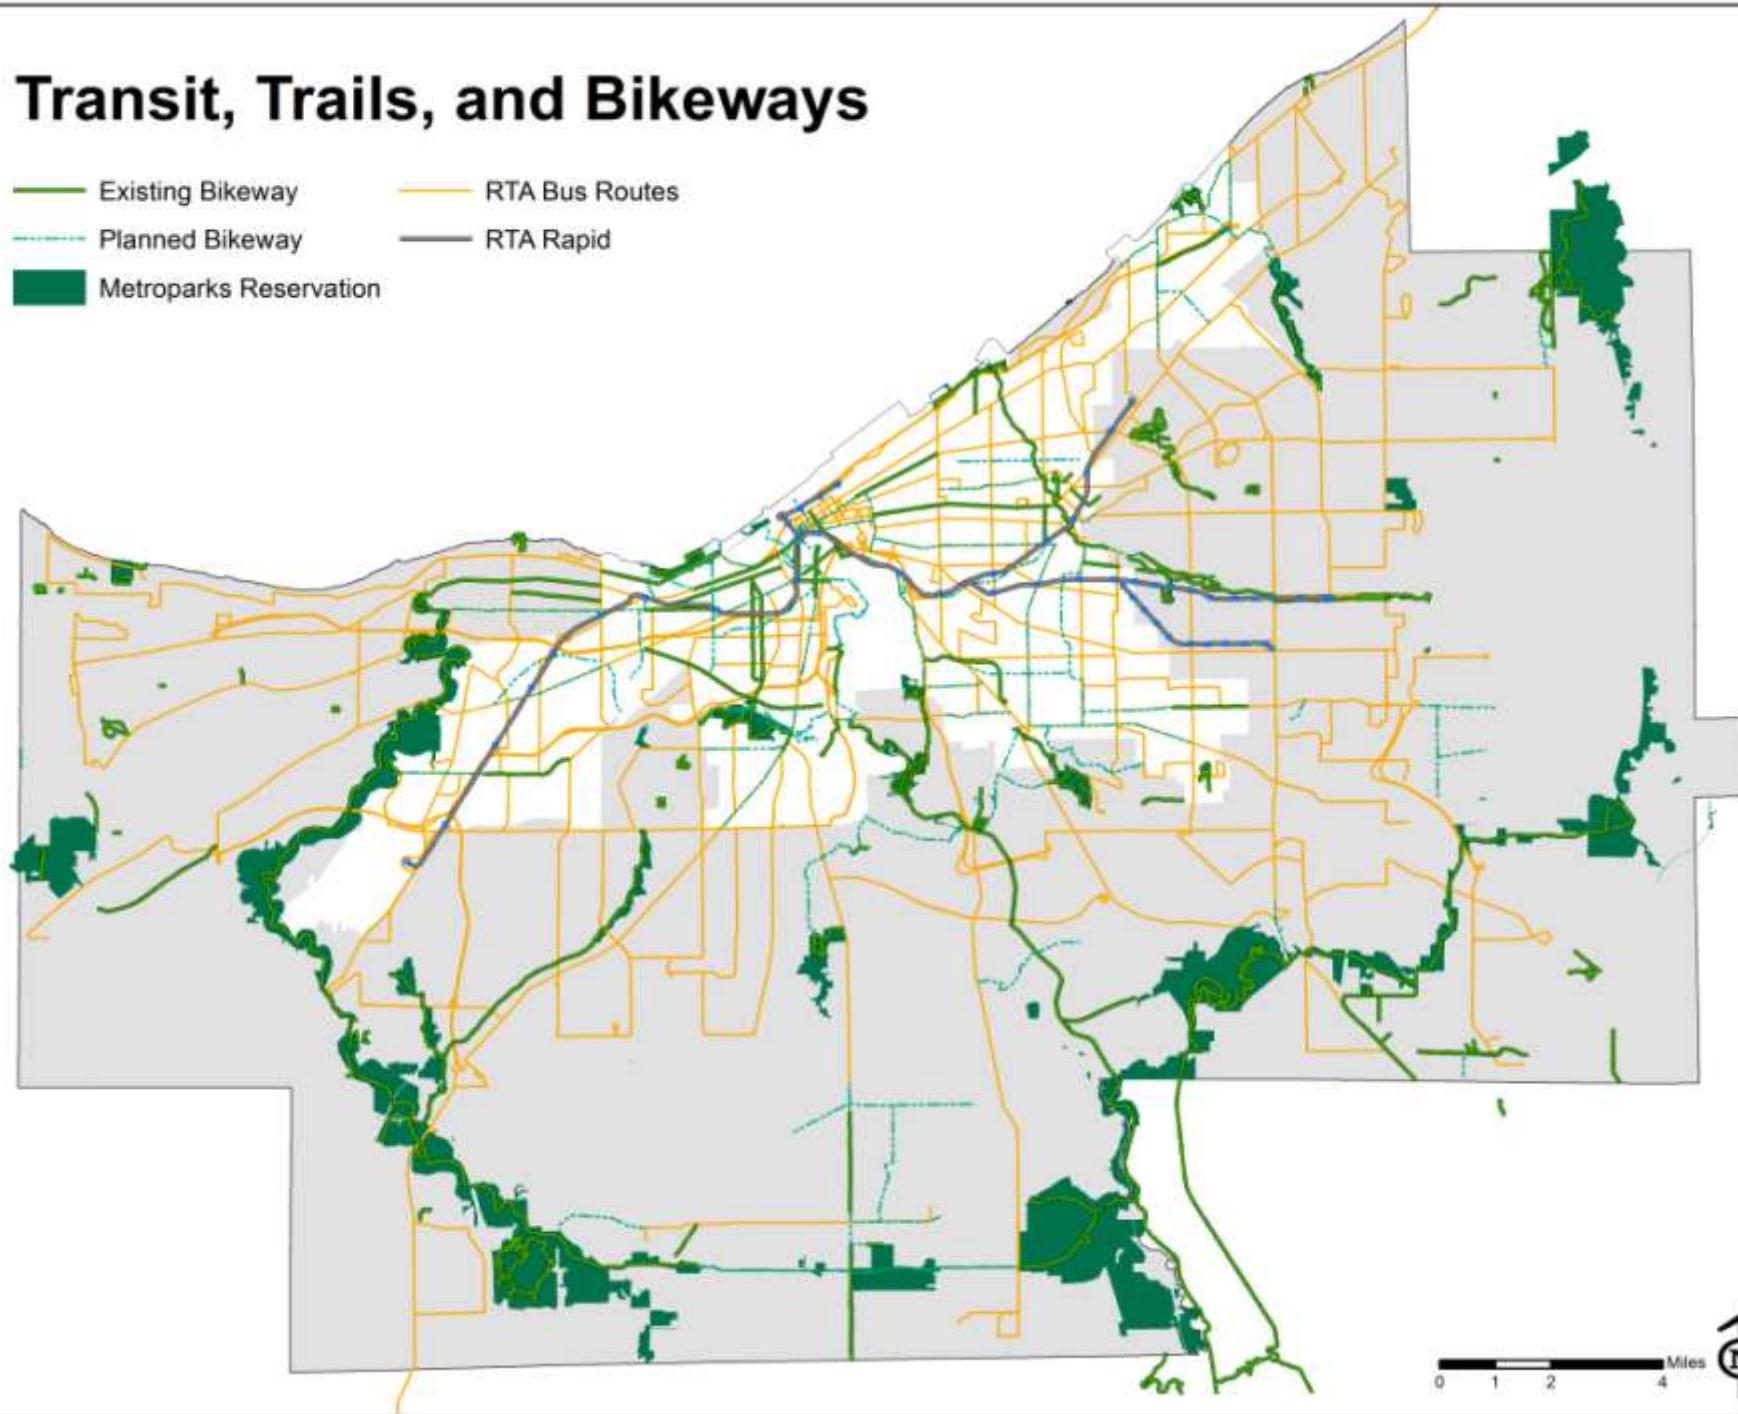 Transit, Trails, and Bikeways
Existing Bikeway
RTA Bus Routes
Planned Bikeway
RTA Rapid
Metroparks Reservation
Miles
0 1 2 4
N